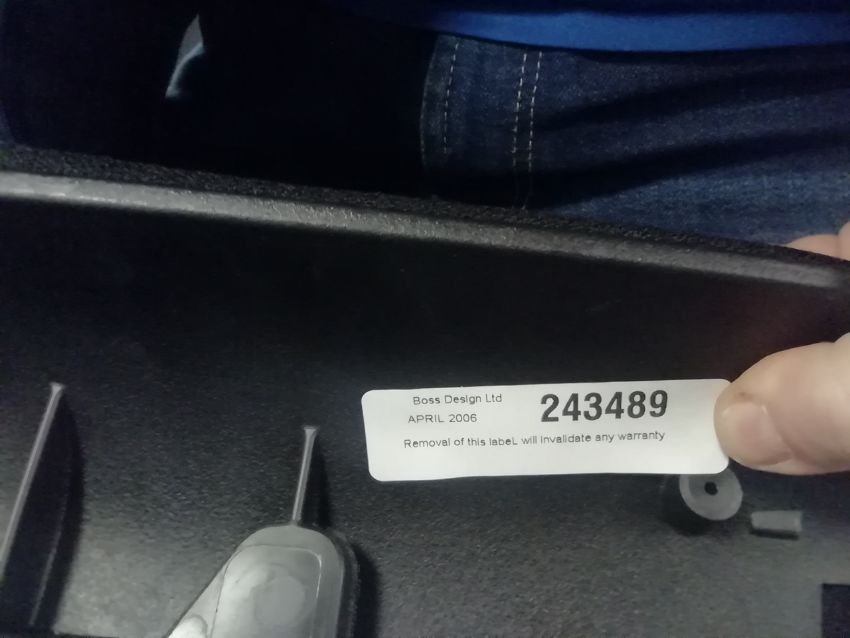 Boss Design Ltd
APRIL 2006
243489
Removal of this labeL will invalidate any warranty